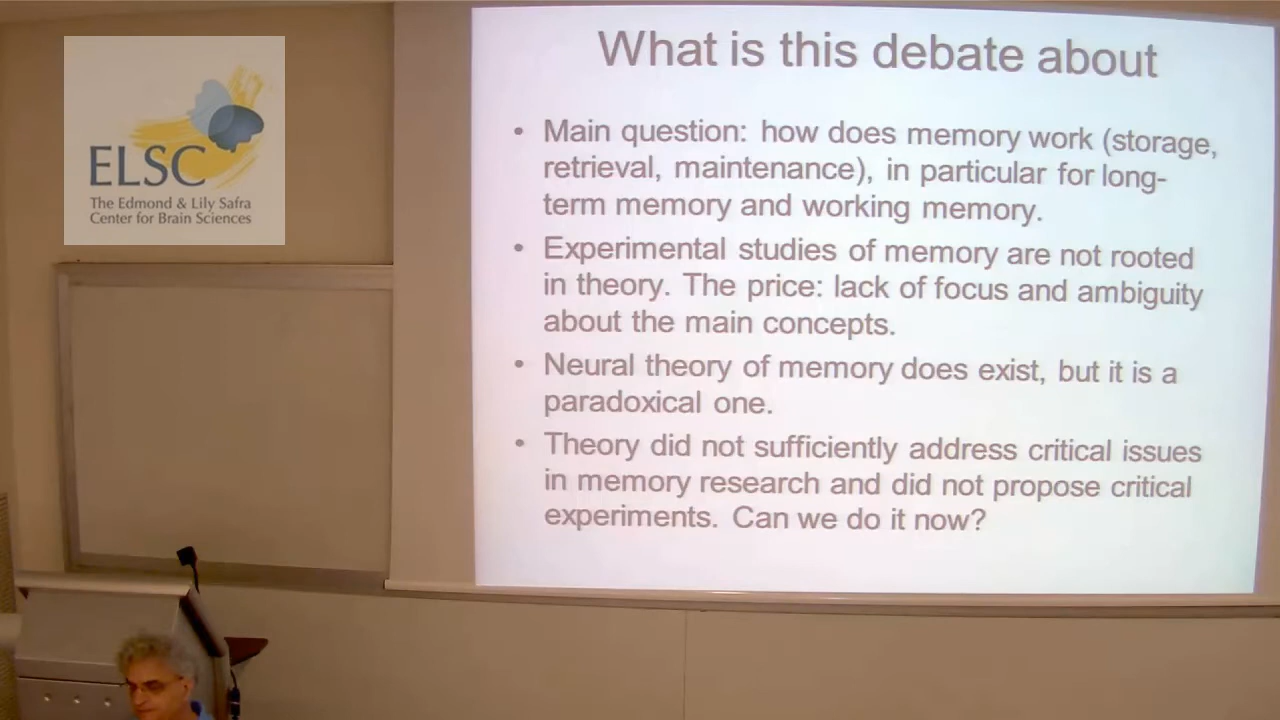 ELSC
The Edmond & Lily Safra
Center for Brain Sciences
What is this debate about
• Main question: how does memory work (storage,
retrieval, maintenance), in particular for long-
term memory and working memory.
• Experimental studies of memory are not rooted
in theory. The price: lack of focus and ambiguity
about the main concepts.
• Neural theory of memory does exist, but it is a
paradoxical one.
• Theory did not sufficiently address critical issues
in memory research and did not propose critical
experiments. Can we do it now?